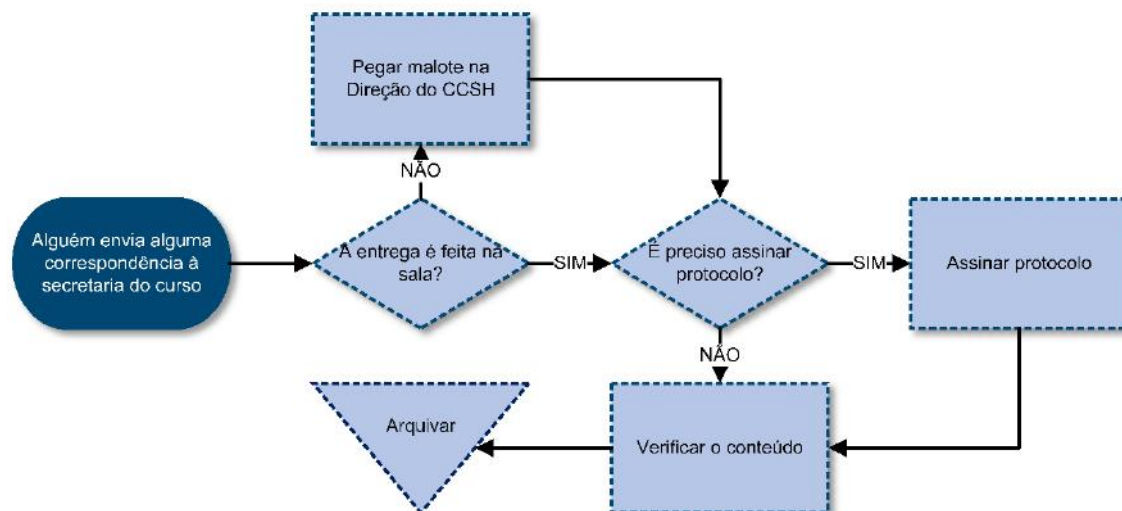 Pegar malote na
Direção do CCSH
NÃO
Alguém envia alguma
correspondência à
secretaria do curso
A entrega é feita na
sala?
SIM
É preciso assinar
protocolo?
SIM
Assinar protocolo
NÃO
Arquivar
Verificar o conteúdo